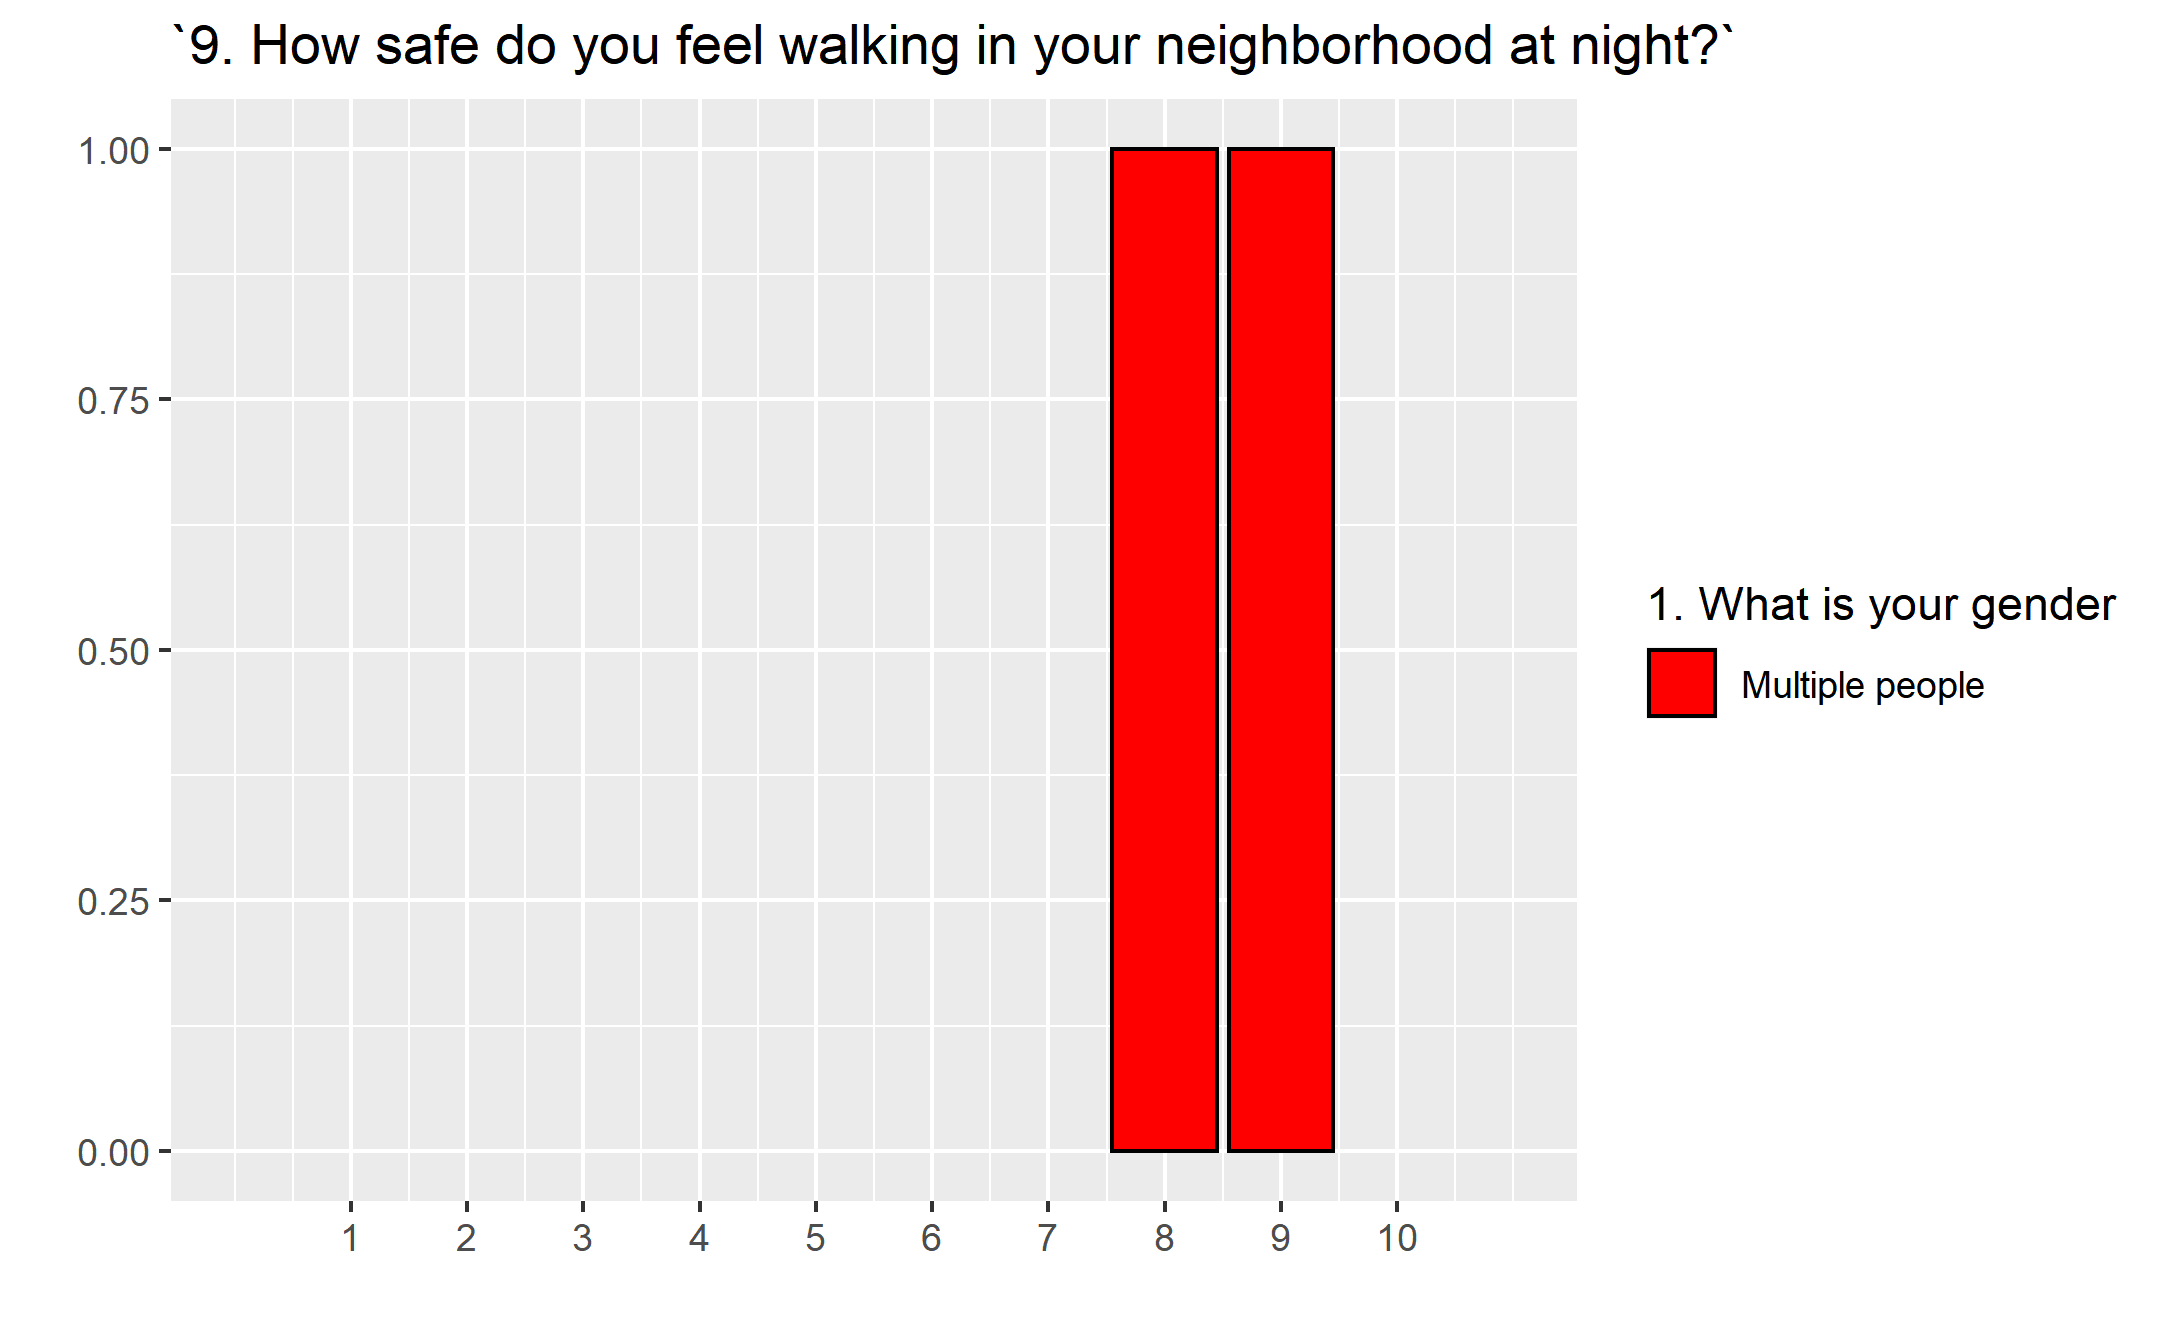 `9. How safe do you feel walking in your neighborhood at night?`
1.00
0.75
0.50
0.25
0.00
1 2 3 4 5 6 7 8 9 10
1. What is your gender
Multiple people